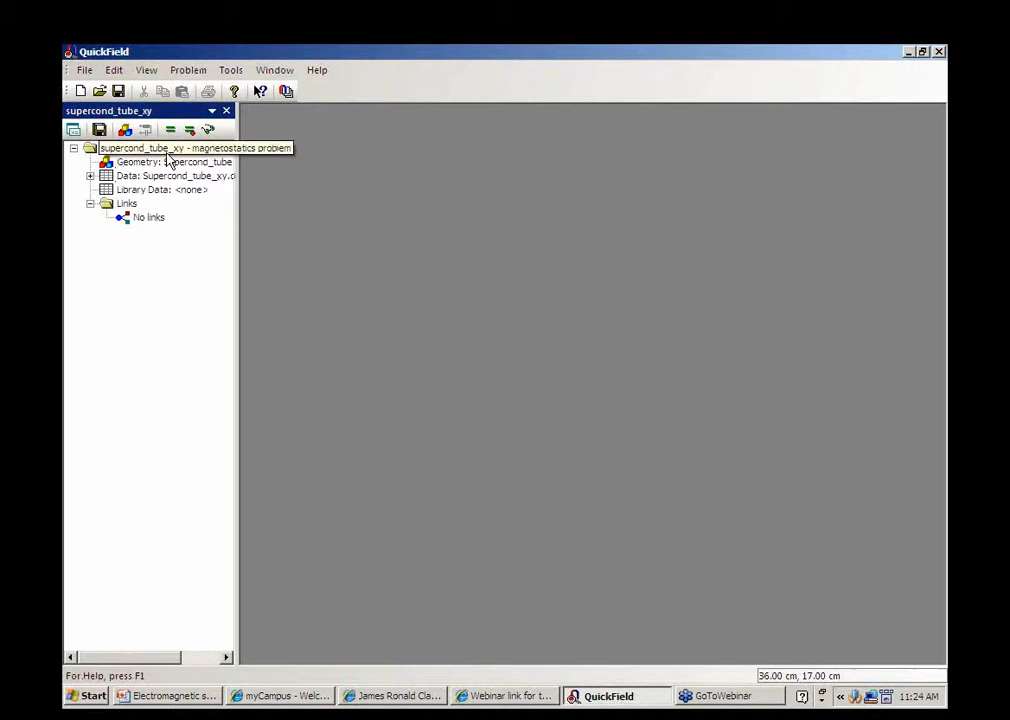 QuickField
File Edit View Problem Tools Window Help
supercond_tube_xy
supercond_tube_xy - magnetostatics problem
Geometry: Supercond_tube
Data: Supercond_tube_xy.d
Library Data: <none>
Links
No links
For Help, press F1
36.00 cm, 17.00 cm
Start Electromagnetic s... myCampus - Welc... James Ronald Cla... Webinar link for t... QuickField GoToWebinar 11:24 AM